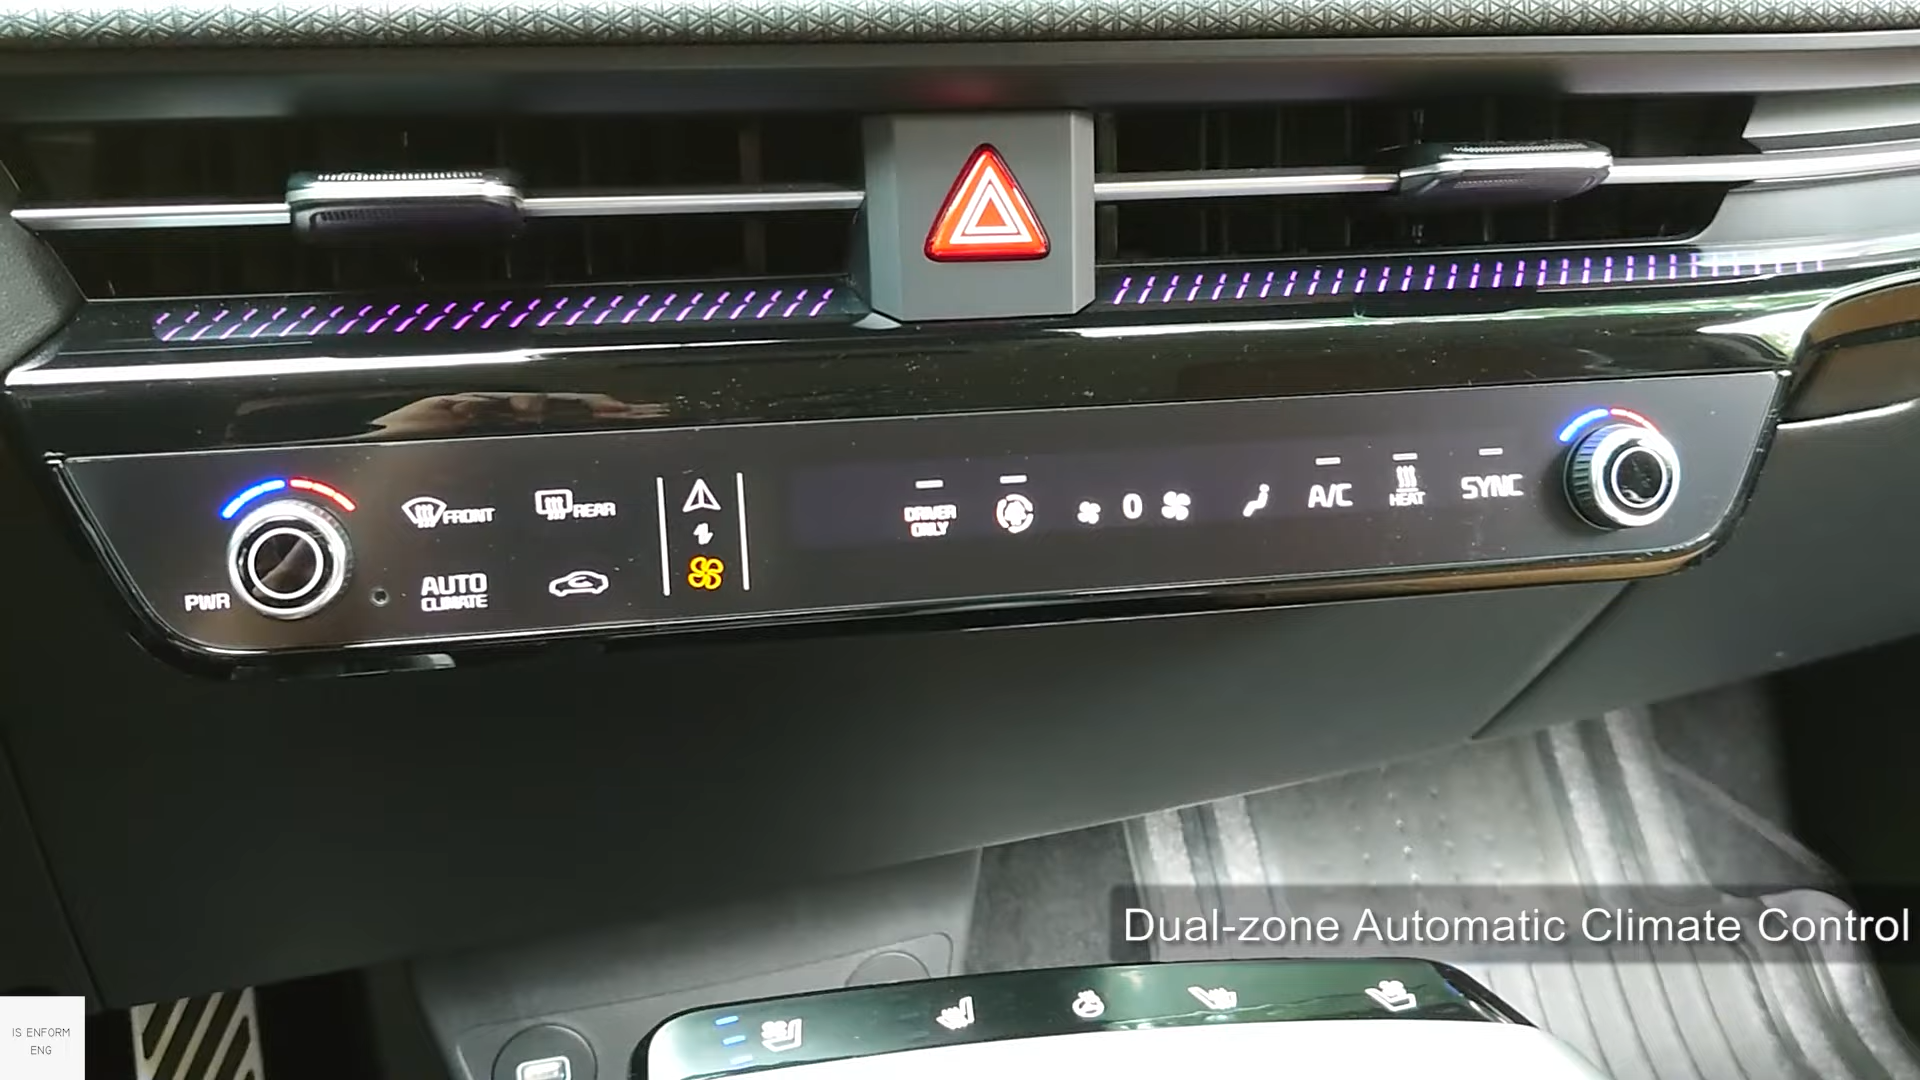 FRONT
REAR
DRIVER
ONLY
0
A/C
HEAT
SYNC
PWR
AUTO
CLIMATE
Dual-zone Automatic Climate Control
IS ENFORM
ENG